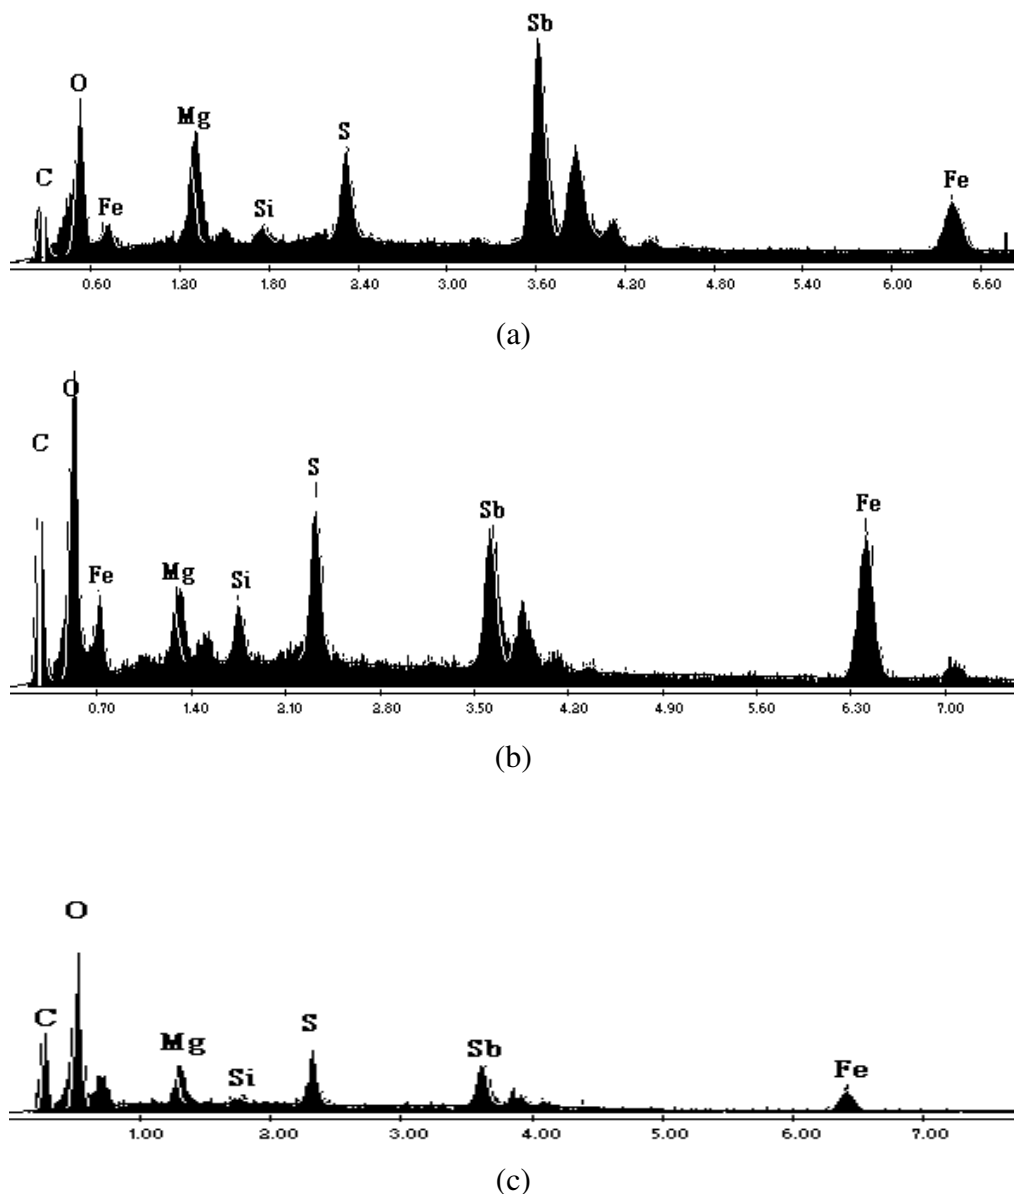 Sb
O
Mg
S
C
Fe
Si
Fe
0.60 1.20 1.80 2.40 3.00 3.60 4.20 4.80 5.40 6.00 6.60
(a)
O
C
S
Sb
Fe
Fe
Mg
Si
0.70 1.40 2.10 2.80 3.50 4.20 4.90 5.60 6.30 7.00
(b)
O
C
S
Mg
Sb
Si
Fe
1.00 2.00 3.00 4.00 5.00 6.00 7.00
(c)